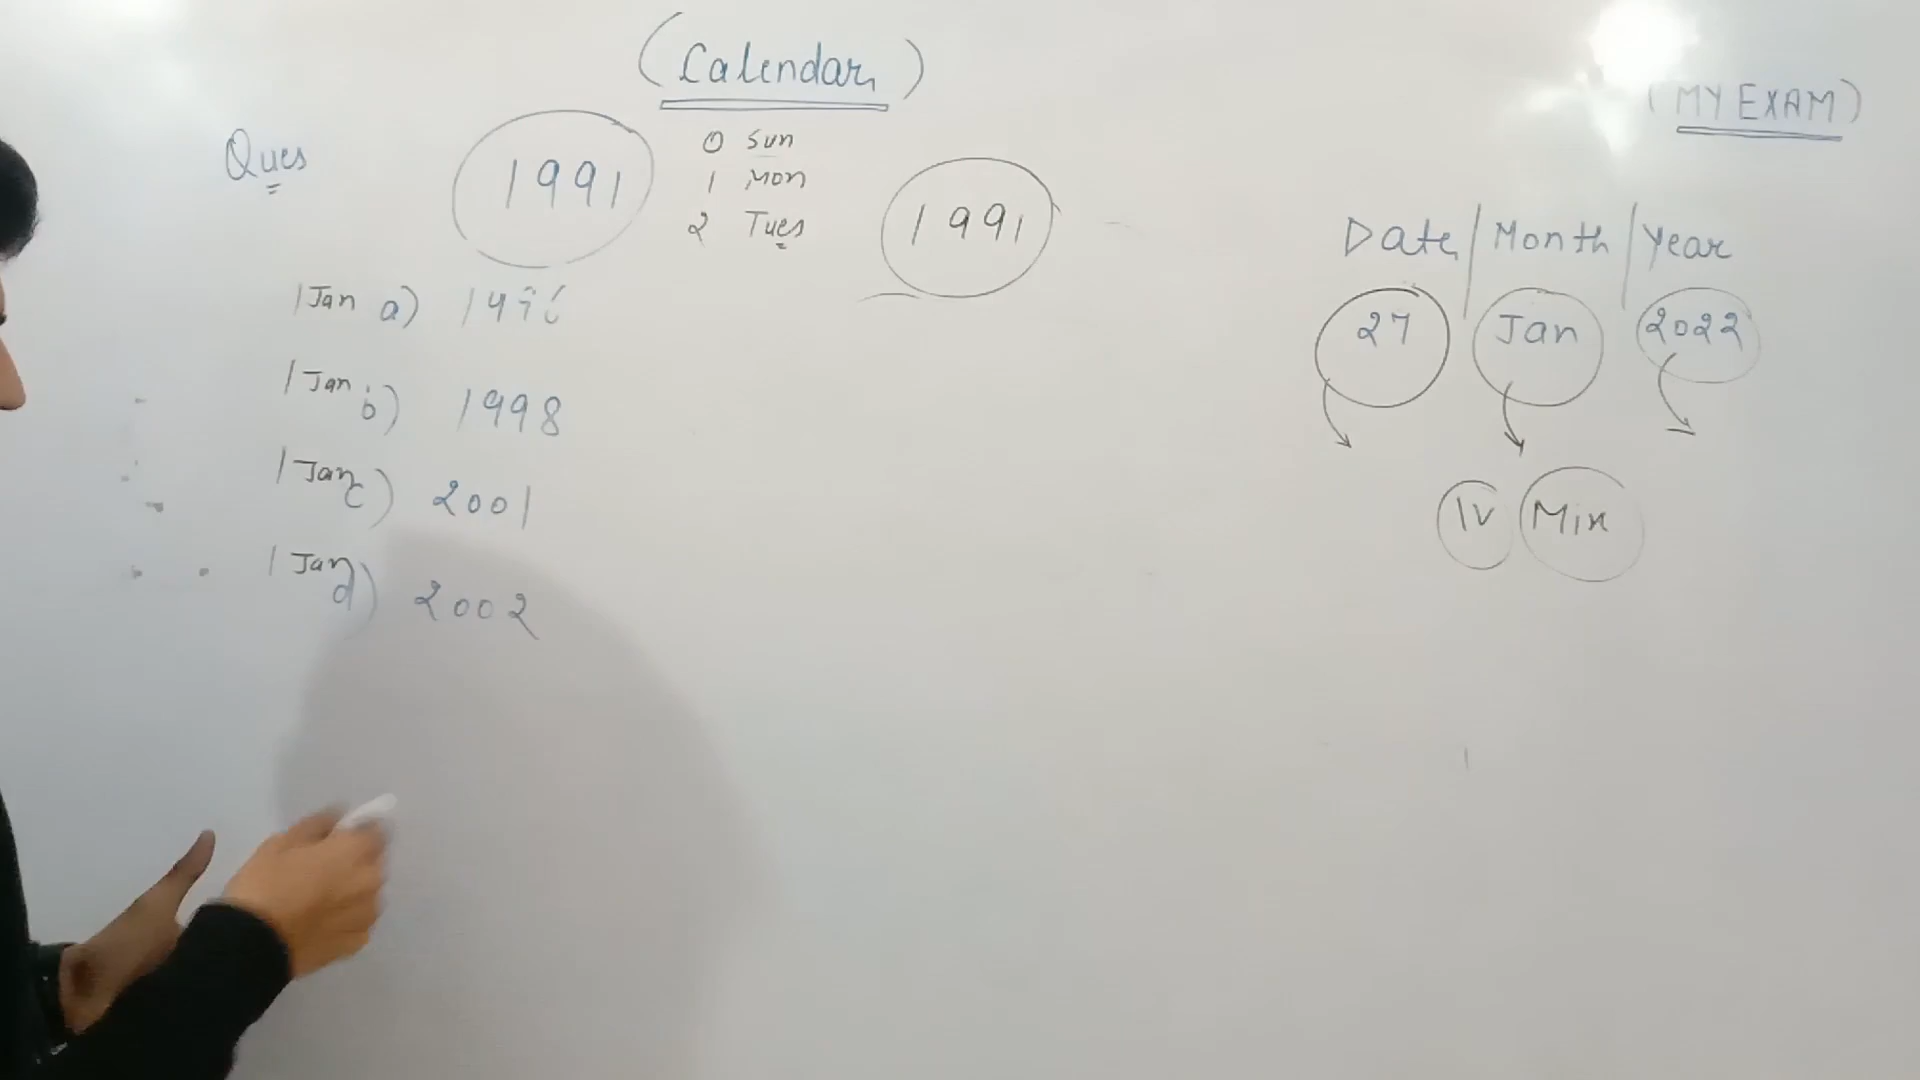 (Calendar)
(MY EXAM)
Ques
1991
0 Sun
1 Mon
2 Tues
1991
Date/Month/Year
27 Jan 2022
IV Mix
1 Jan a)
1 Jan b) 1998
1 Jan c) 2001
1 Jan d) 2002